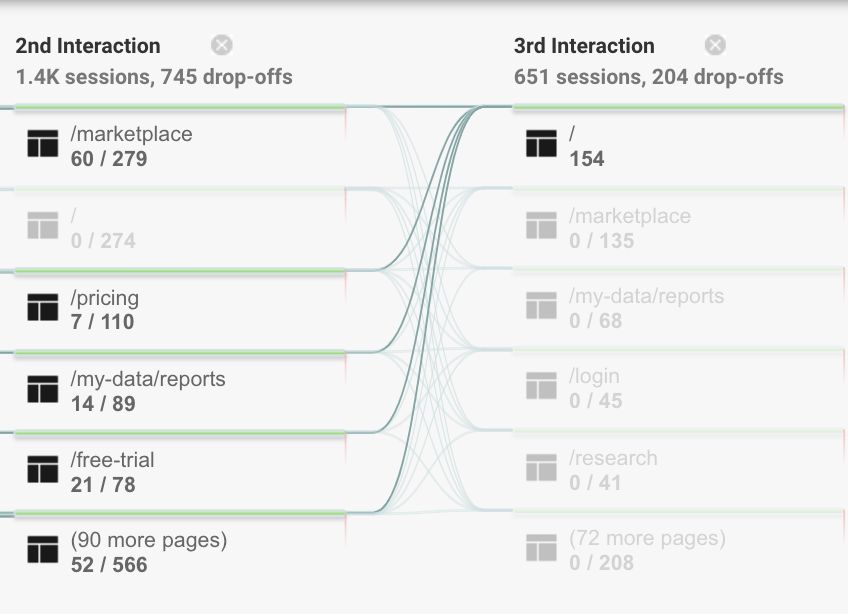 2nd Interaction
1.4K sessions, 745 drop-offs
/marketplace
60 / 279
/
0 / 274
/pricing
7 / 110
/my-data/reports
14 / 89
/free-trial
21 / 78
(90 more pages)
52 / 566
3rd Interaction
651 sessions, 204 drop-offs
/
154
/marketplace
0 / 135
/my-data/reports
0 / 68
/login
0 / 45
/research
0 / 41
(72 more pages)
0 / 208